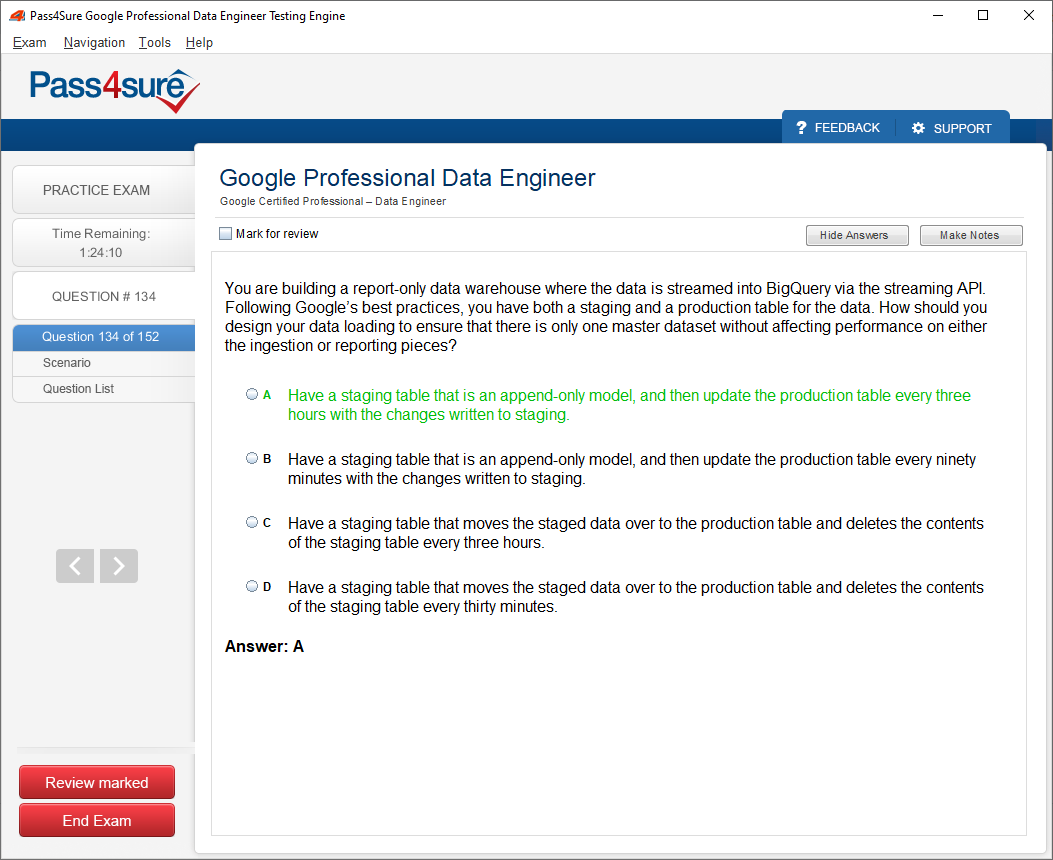 Pass4Sure Google Professional Data Engineer Testing Engine
Exam Navigation Tools Help
Pass4sure
? FEEDBACK SUPPORT
PRACTICE EXAM
Time Remaining:
1:24:10
QUESTION # 134
Question 134 of 152
Scenario
Question List
Review marked
End Exam
Google Professional Data Engineer
Google Certified Professional – Data Engineer
Mark for review
Hide Answers Make Notes
You are building a report-only data warehouse where the data is streamed into BigQuery via the streaming API.
Following Google's best practices, you have both a staging and a production table for the data. How should you
design your data loading to ensure that there is only one master dataset without affecting performance on either
the ingestion or reporting pieces?
A Have a staging table that is an append-only model, and then update the production table every three
hours with the changes written to staging.
B Have a staging table that is an append-only model, and then update the production table every ninety
minutes with the changes written to staging.
C Have a staging table that moves the staged data over to the production table and deletes the contents
of the staging table every three hours.
D Have a staging table that moves the staged data over to the production table and deletes the contents
of the staging table every thirty minutes.
Answer: A